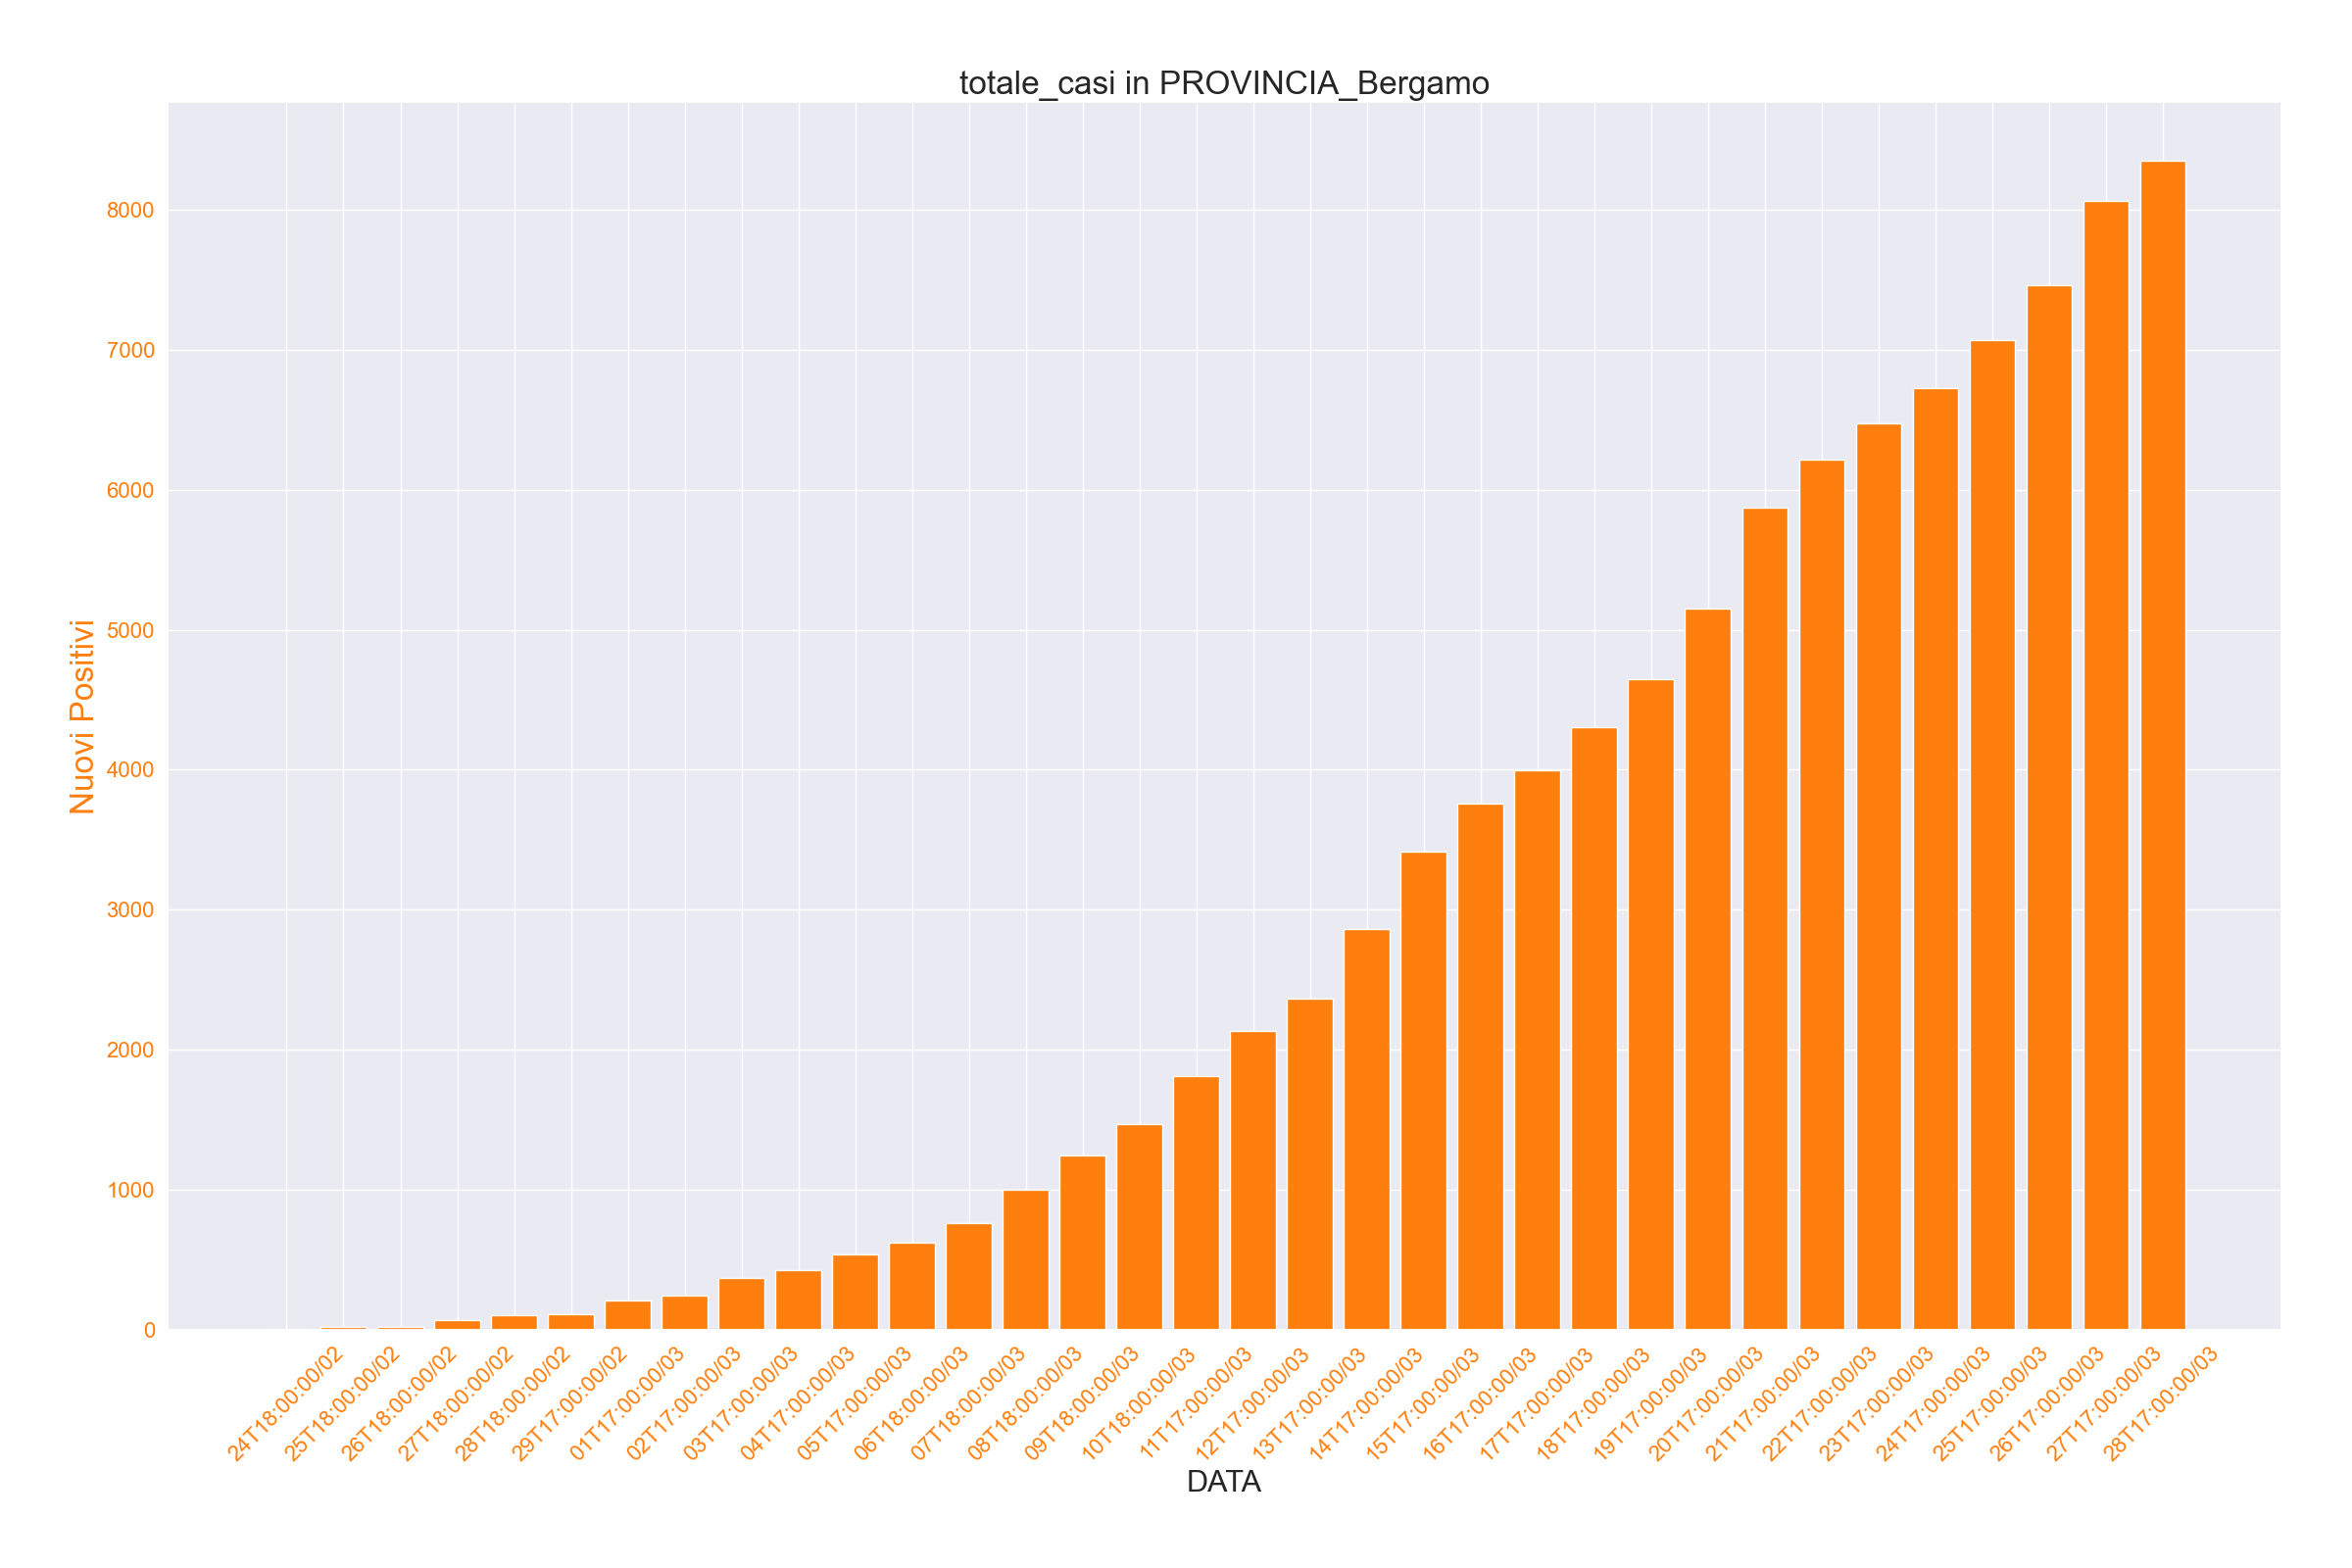 totale_casi in PROVINCIA_Bergamo
Nuovi Positivi
8000
7000
6000
5000
4000
3000
2000
1000
0
24T18:00:00/02
25T18:00:00/02
26T18:00:00/02
27T18:00:00/02
28T18:00:00/02
29T17:00:00/02
01T17:00:00/03
02T17:00:00/03
03T17:00:00/03
04T17:00:00/03
05T17:00:00/03
06T18:00:00/03
07T18:00:00/03
08T18:00:00/03
09T18:00:00/03
10T18:00:00/03
11T17:00:00/03
12T17:00:00/03
13T17:00:00/03
14T17:00:00/03
15T17:00:00/03
16T17:00:00/03
17T17:00:00/03
18T17:00:00/03
19T17:00:00/03
20T17:00:00/03
21T17:00:00/03
22T17:00:00/03
23T17:00:00/03
24T17:00:00/03
25T17:00:00/03
26T17:00:00/03
27T17:00:00/03
28T17:00:00/03
DATA